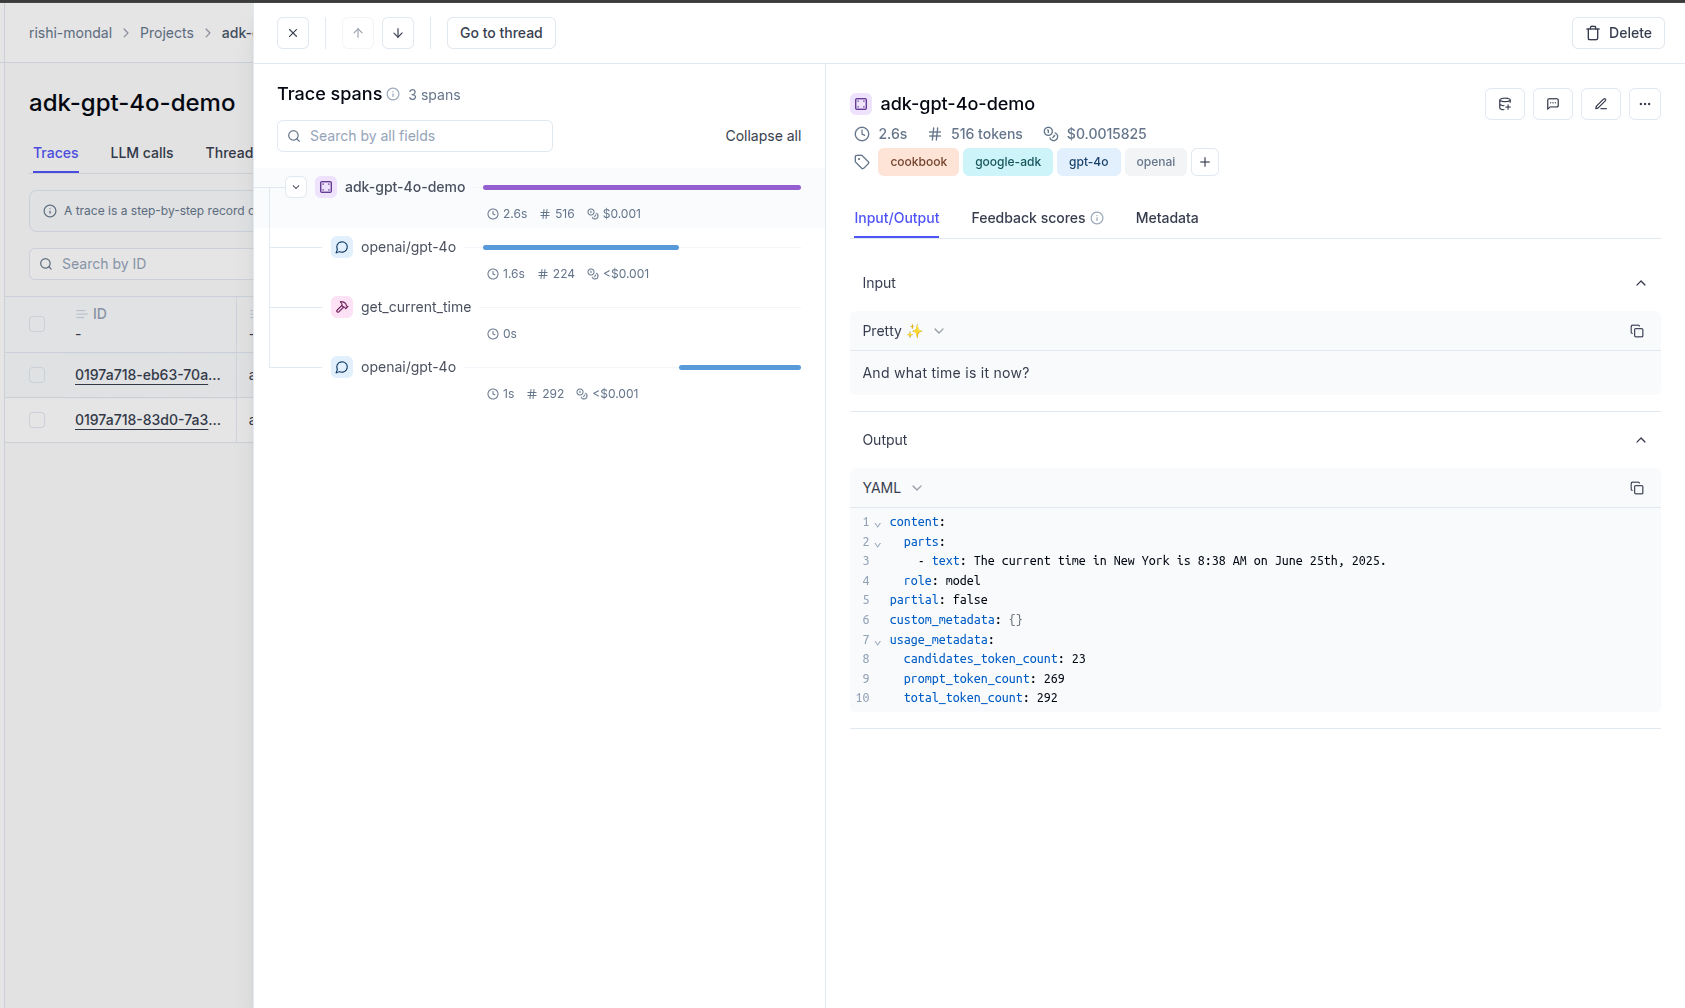 rishi-mondal > Projects > adk-
adk-gpt-4o-demo
Traces LLM calls Thread
A trace is a step-by-step record
Search by ID
ID
-
0197a718-eb63-70a...
0197a718-83d0-7a3...
Go to thread
Delete
Trace spans 3 spans
Search by all fields
Collapse all
adk-gpt-4o-demo
2.6s # 516 $0.001
openai/gpt-4o
1.6s # 224 <$0.001
get_current_time
0s
openai/gpt-4o
1s # 292 <$0.001
adk-gpt-4o-demo
2.6s # 516 tokens $0.0015825
cookbook google-adk gpt-4o openai +
Input/Output Feedback scores Metadata
Input
Pretty ✨
And what time is it now?
Output
YAML
1 content:
2 parts:
3 - text: The current time in New York is 8:38 AM on June 25th, 2025.
4 role: model
5 partial: false
6 custom_metadata: {}
7 usage_metadata:
8 candidates_token_count: 23
9 prompt_token_count: 269
10 total_token_count: 292